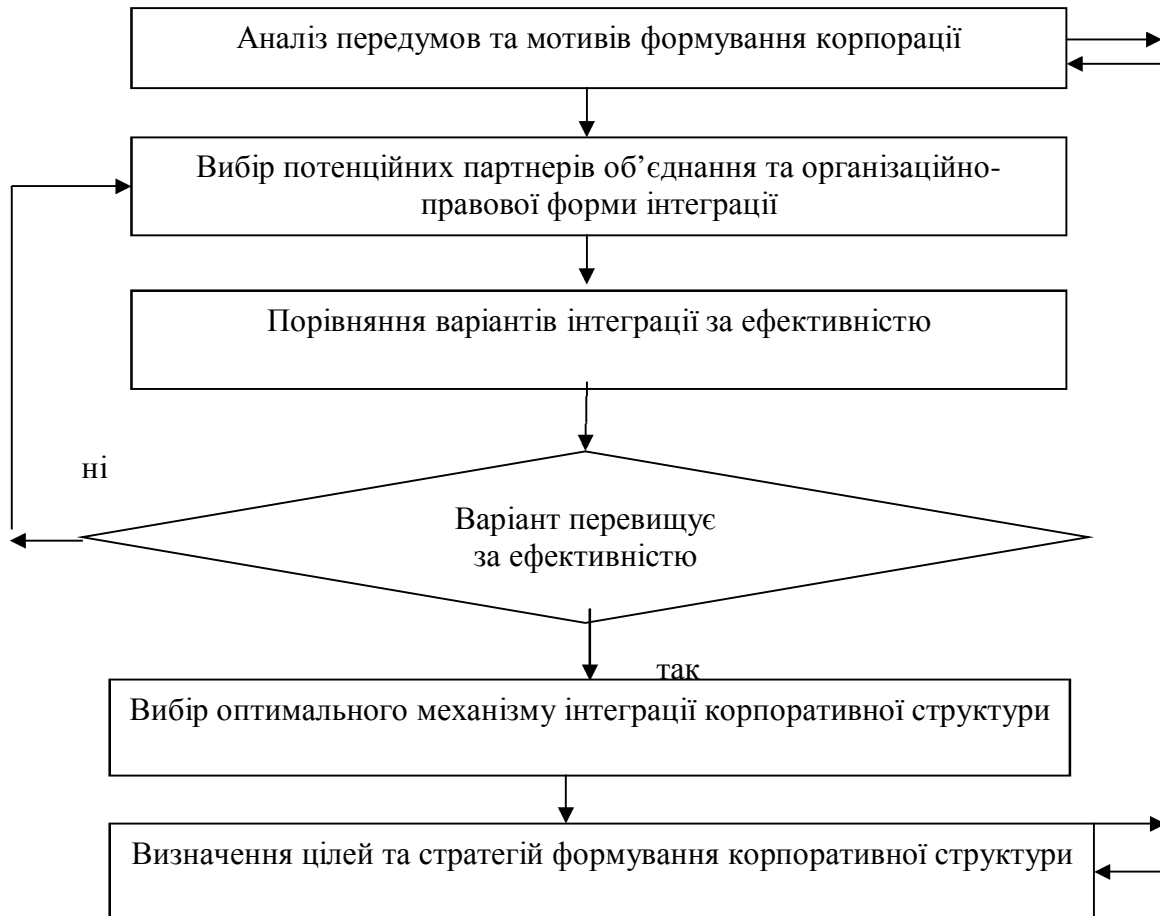 Аналіз передумов та мотивів формування корпорації
Вибір потенційних партнерів об’єднання та організаційно-
правової форми інтеграції
Порівняння варіантів інтеграції за ефективністю
ні
Варіант перевищує
за ефективністю
так
Вибір оптимального механізму інтеграції корпоративної структури
Визначення цілей та стратегій формування корпоративної структури